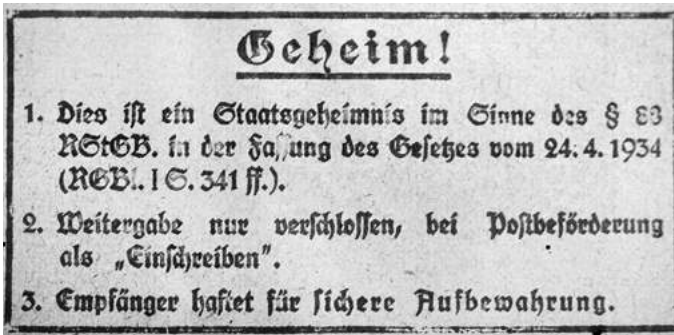 Geheim!
1. Dies ist ein Staatsgeheimnis im Sinne des § 88
RStGB. in der Fassung des Gesetzes vom 24.4.1934
(RGBl. I S. 341 ff.).
2. Weitergabe nur verschlossen, bei Postbeförderung
als „Einschreiben".
3. Empfänger haftet für sichere Aufbewahrung.